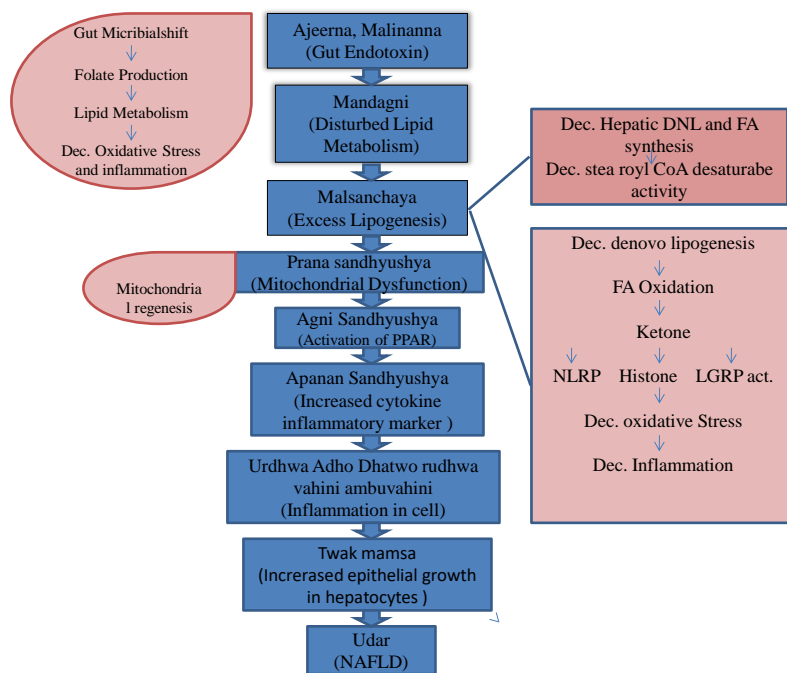 Gut Micribialshift
Folate Production
Lipid Metabolism
Dec. Oxidative Stress
and inflammation
Ajeerna, Malinanna
(Gut Endotoxin)
Mandagni
(Disturbed Lipid
Metabolism)
Malsanchaya
(Excess Lipogenesis)
Prana sandhyushya
(Mitochondrial Dysfunction)
Mitochondria
l regenesis
Agni Sandhyushya
(Activation of PPAR)
Apanan Sandhyushya
(Increased cytokine
inflammatory marker )
Urdhwa Adho Dhatwo rudhwa
vahini ambuvahini
(Inflammation in cell)
Twak mamsa
(Increrased epithelial growth
in hepatocytes )
Udar
(NAFLD)
Dec. Hepatic DNL and FA
synthesis
Dec. stea royl CoA desaturabe
activity
Dec. denovo lipogenesis
FA Oxidation
Ketone
NLRP Histone LGRP act.
Dec. oxidative Stress
Dec. Inflammation